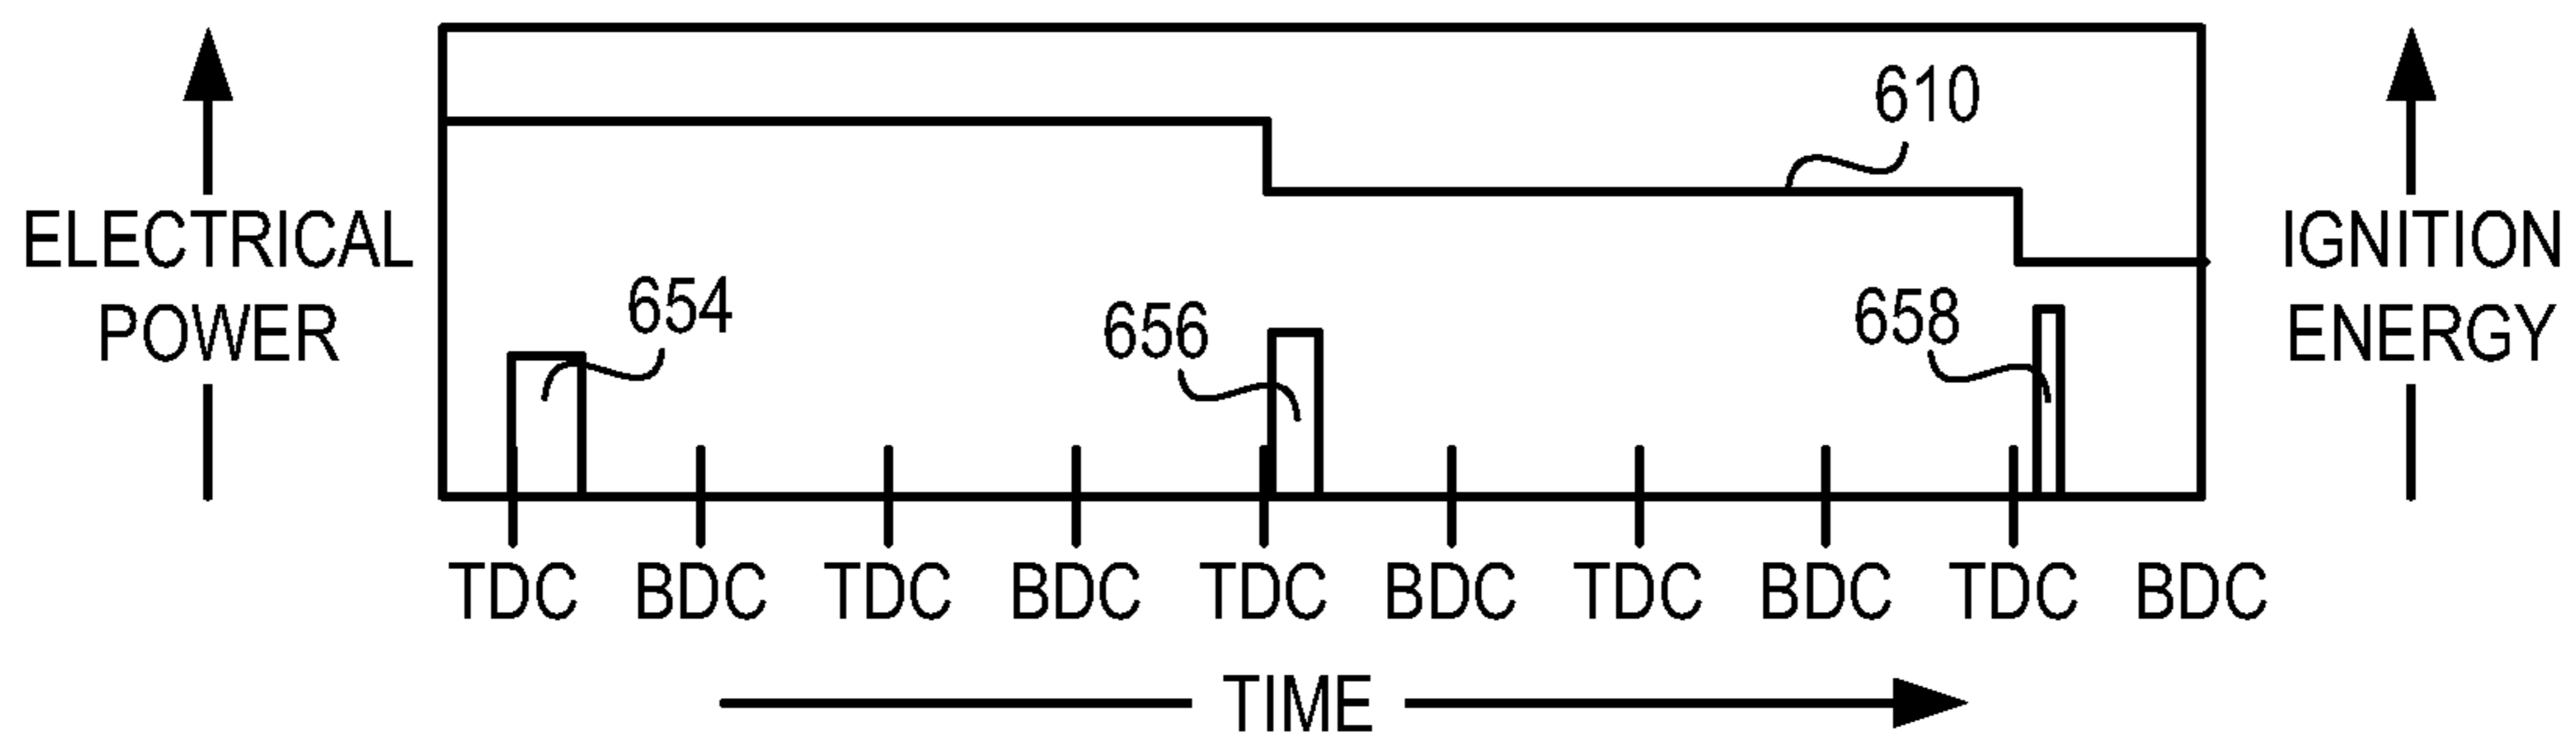 610
ELECTRICAL
POWER
IGNITION
ENERGY
654
656
658
TDC BDC TDC BDC TDC BDC TDC BDC TDC BDC
TIME